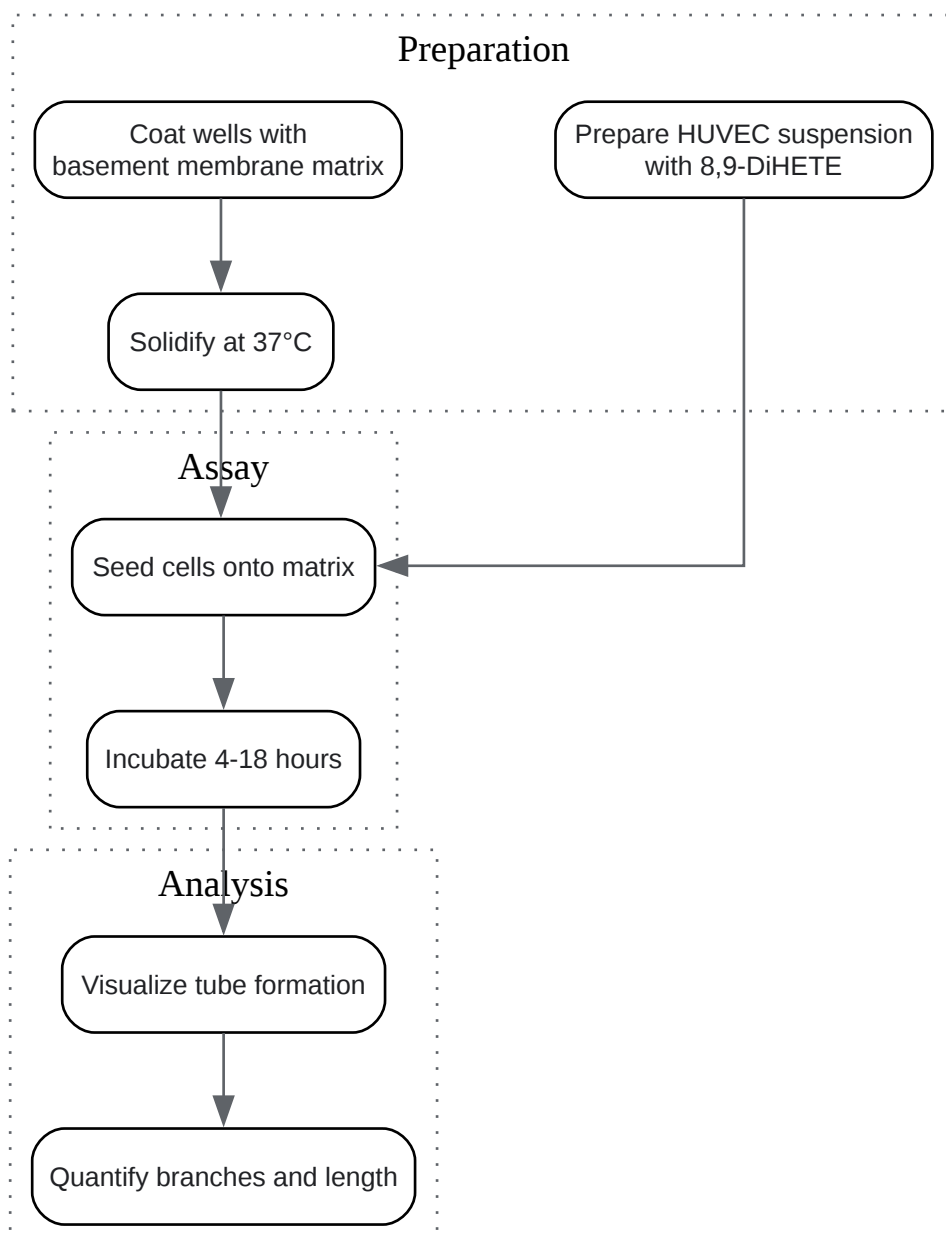 Preparation
Coat wells with
basement membrane matrix
Prepare HUVEC suspension
with 8,9-DiHETE
Solidify at 37°C
Assay
Seed cells onto matrix
Incubate 4-18 hours
Analysis
Visualize tube formation
Quantify branches and length